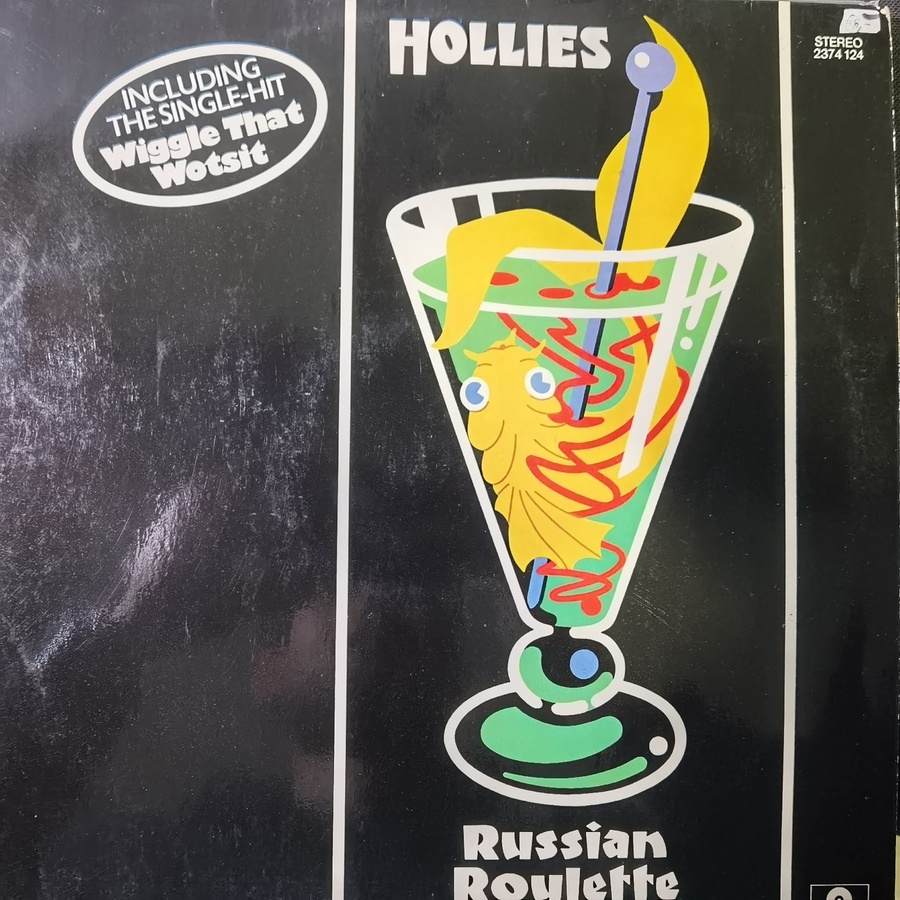 HOLLIES
STEREO
2374 124
INCLUDING
THE SINGLE-HIT
Wiggle That
Wotsit
Russian
Roulette